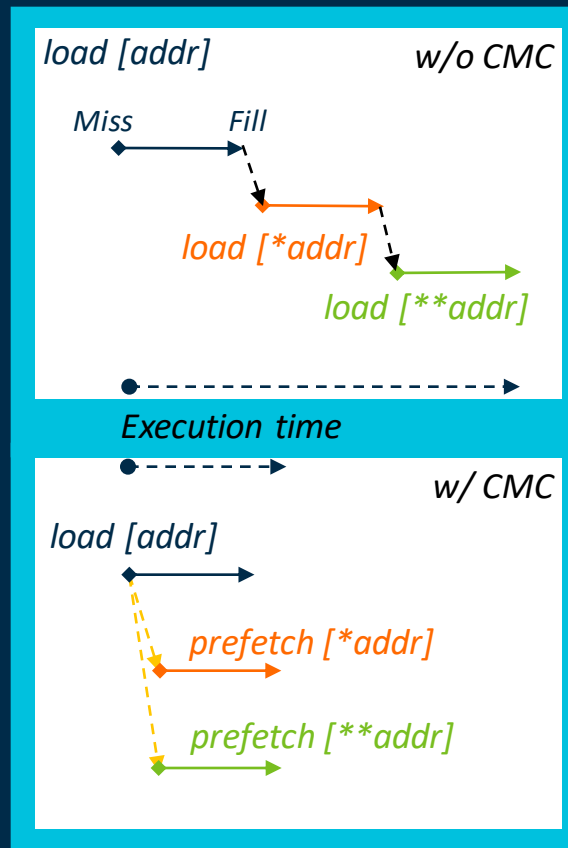 load [addr]
w/o CMC
Miss
Fill
load [*addr]
load [**addr]
Execution time
w/ CMC
load [addr]
prefetch [*addr]
prefetch [**addr]